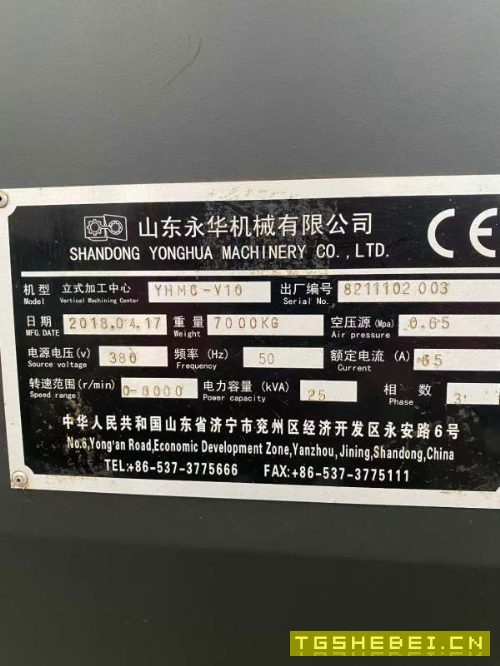 山东永华机械有限公司
SHANDONG YONGHUA MACHINERY CO.,LTD.
CE
机型 立式加工中心 YHMC-V10 出厂编号 8211102 003
Model Vertical Machining Center Serial No.
日期 2018.04.17 重量 7000KG 空压源(Mpa) 0.65
MFG.DATE Weight Air pressure
电源电压(v) 380 频率(Hz) 50 额定电流(A) 65
Source voltage Frequency Current
转速范围(r/min) 0-8000 电力容量(kVA) 25 相数 3
Speed range Power capacity Phase
中华人民共和国山东省济宁市兖州区经济开发区永安路6号
No.6,Yong'an Road,Economic Development Zone,Yanzhou,Jining,Shandong,China
TEL:+86-537-3775666 FAX:+86-537-3775111
TGSHEBEI.CN